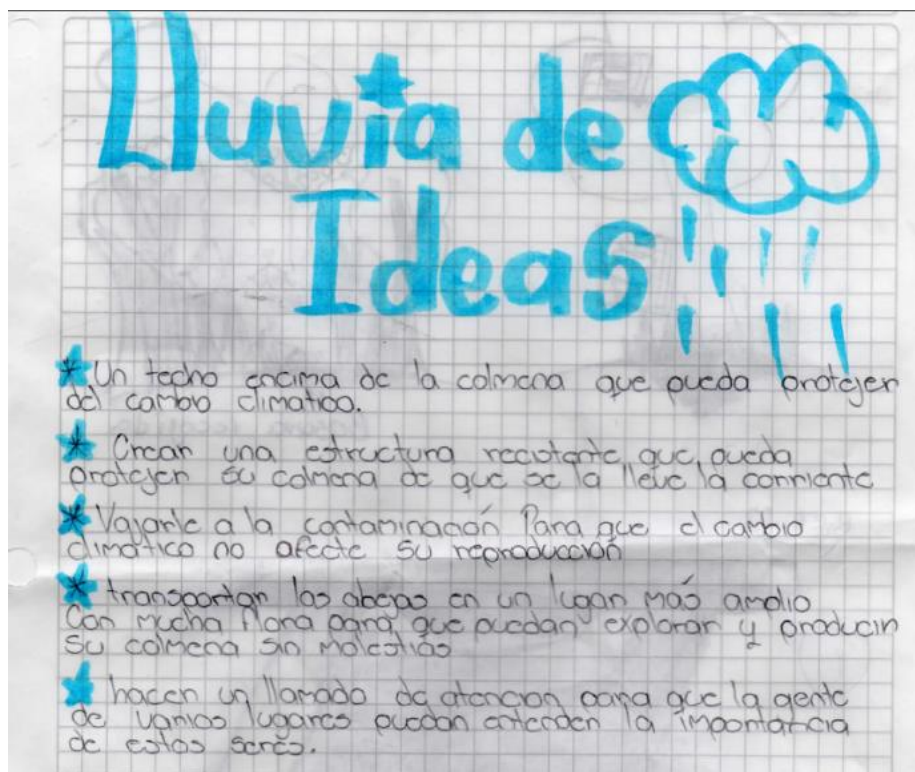 Lluvia de
Ideas
Un techo encima de la colmena que pueda protejer
del cambio climatico.
Crear una estructura recistente que pueda
protejer su colmena de que se la lleve la corriente
Vajarle a la contaminación Para que el cambio
climático no afecte su reproducción
transportar las abejas en un lugar más amplio
Con mucha flora para que puedan explorar y producir
Su colmena sin molestias
hacer un llamado de atencion para que la gente
de varios lugares puedan entender la importancia
de estos seres.